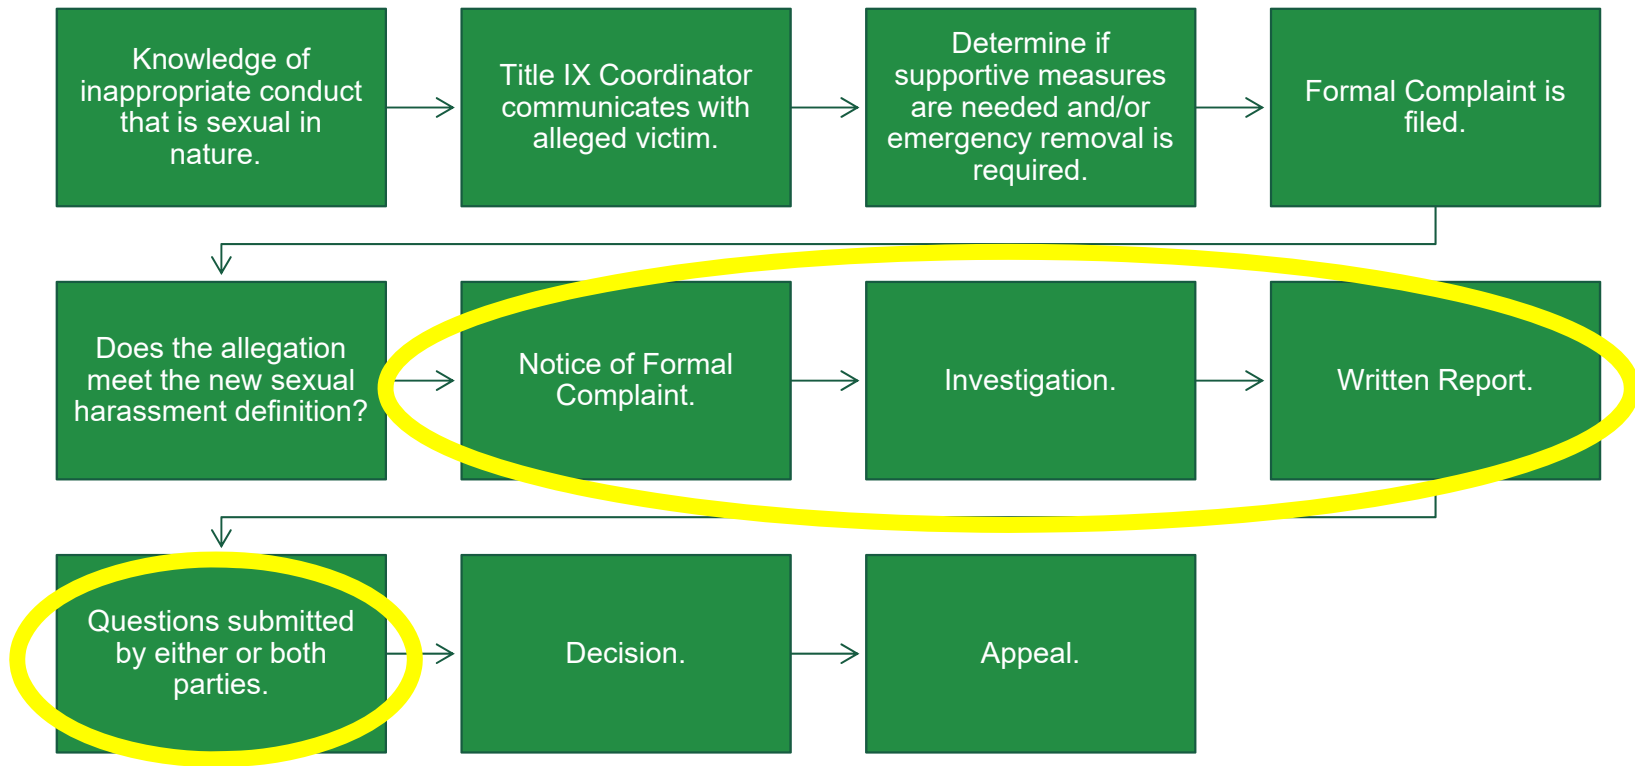 Knowledge of
inappropriate conduct
that is sexual in
nature.
Title IX Coordinator
communicates with
alleged victim.
Determine if
supportive measures
are needed and/or
emergency removal is
required.
Formal Complaint is
filed.
Does the allegation
meet the new sexual
harassment definition?
Notice of Formal
Complaint.
Investigation.
Written Report.
Questions submitted
by either or both
parties.
Decision.
Appeal.